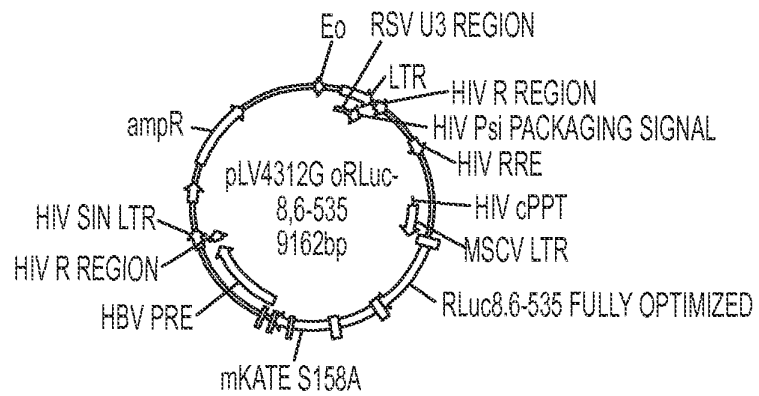 Eo
RSV U3 REGION
LTR
HIV R REGION
HIV Psi PACKAGING SIGNAL
HIV RRE
HIV cPPT
MSCV LTR
RLuc8.6-535 FULLY OPTIMIZED
mKATE S158A
HBV PRE
HIV R REGION
HIV SIN LTR
ampR
pLV4312G oRLuc-
8,6-535
9162bp